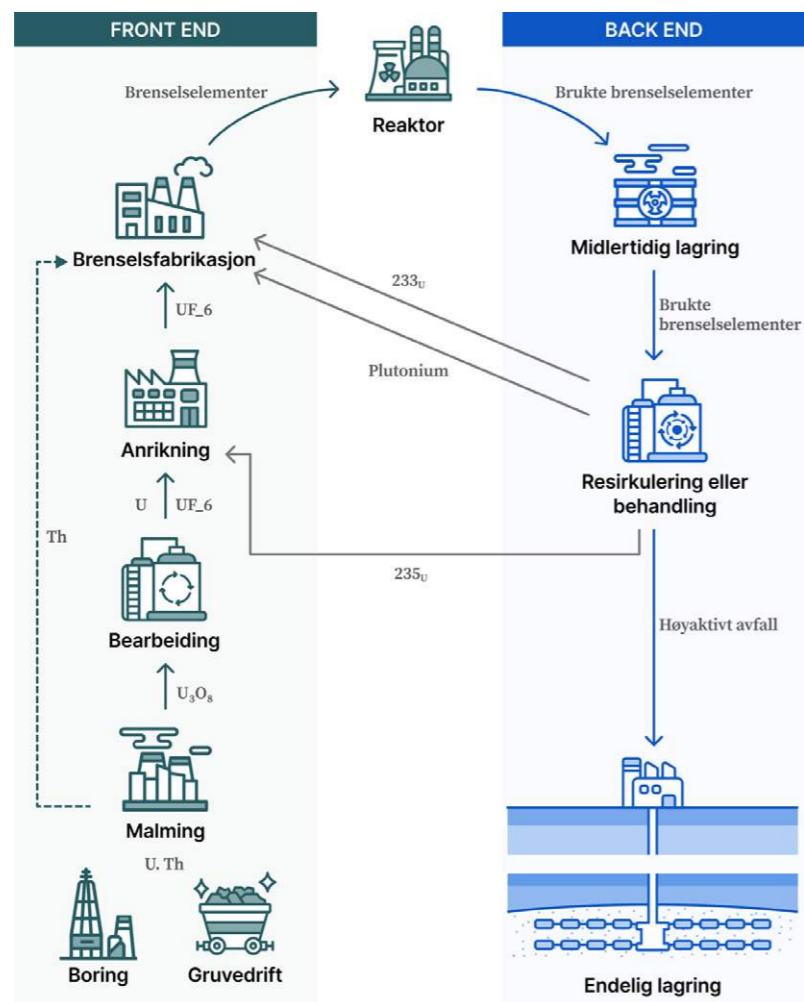 FRONT END
BACK END
Brenselselementer
Reaktor
Brukte brenselselementer
Brenselsfabrikasjon
Midlertidig lagring
233U
UF_6
Brukte
brenselselementer
Plutonium
Anrikning
Resirkulering eller
behandling
U UF_6
Th
235U
Bearbeiding
Høyaktivt avfall
U₃O₈
Malming
U. Th
Boring
Gruvedrift
Endelig lagring